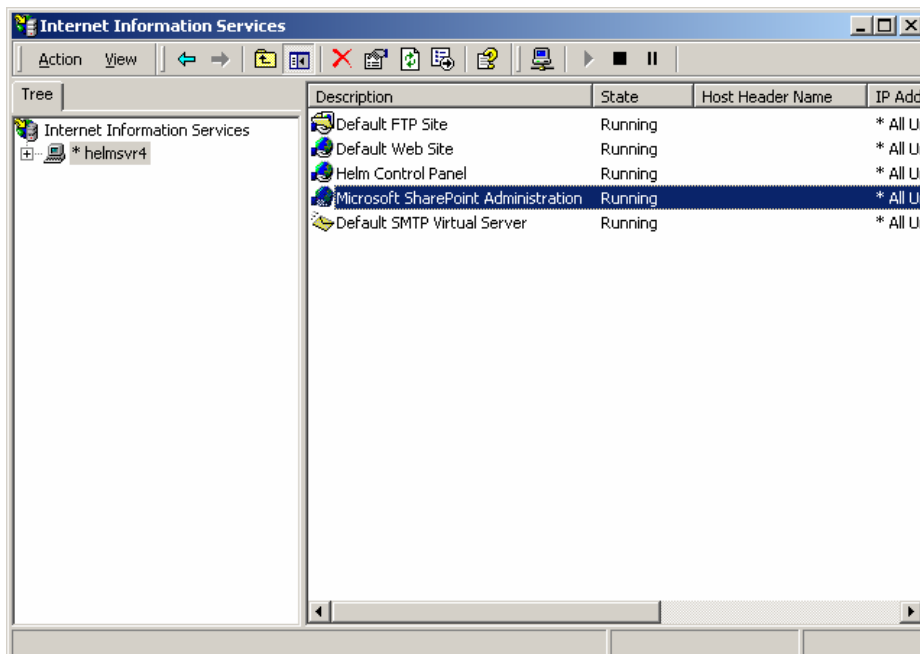 Internet Information Services
Action View
Tree
Description State Host Header Name IP Add
Internet Information Services
* helmsvr4
Default FTP Site Running * All U
Default Web Site Running * All U
Helm Control Panel Running * All U
Microsoft SharePoint Administration Running * All U
Default SMTP Virtual Server Running * All U